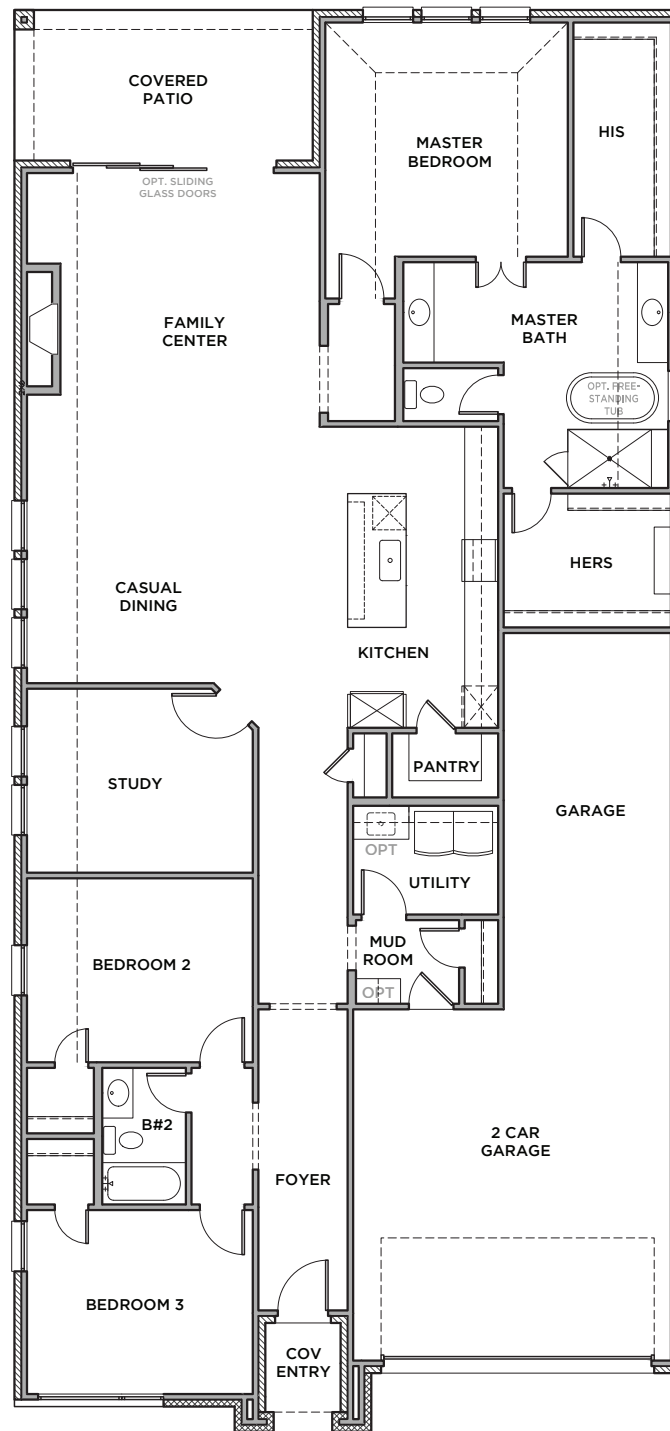 COVERED
PATIO
OPT. SLIDING
GLASS DOORS
MASTER
BEDROOM
HIS
FAMILY
CENTER
MASTER
BATH
OPT. FREE-
STANDING
TUB
CASUAL
DINING
HERS
KITCHEN
STUDY
PANTRY
GARAGE
OPT
UTILITY
MUD
ROOM
OPT
BEDROOM 2
B#2
2 CAR
GARAGE
FOYER
BEDROOM 3
COV
ENTRY